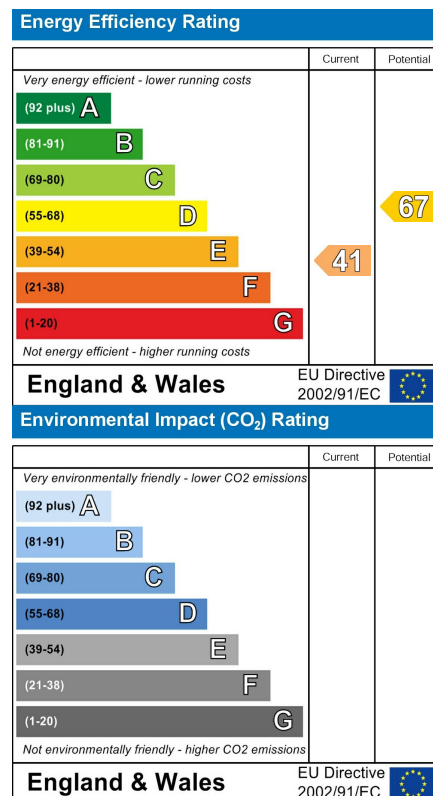 Energy Efficiency Rating
Current Potential
Very energy efficient - lower running costs
(92 plus) A
(81-91) B
(69-80) C
(55-68) D
67
(39-54) E
41
(21-38) F
(1-20) G
Not energy efficient - higher running costs
England & Wales
EU Directive
2002/91/EC
Environmental Impact (CO₂) Rating
Current Potential
Very environmentally friendly - lower CO2 emissions
(92 plus) A
(81-91) B
(69-80) C
(55-68) D
(39-54) E
(21-38) F
(1-20) G
Not environmentally friendly - higher CO2 emissions
England & Wales
EU Directive
2002/91/EC